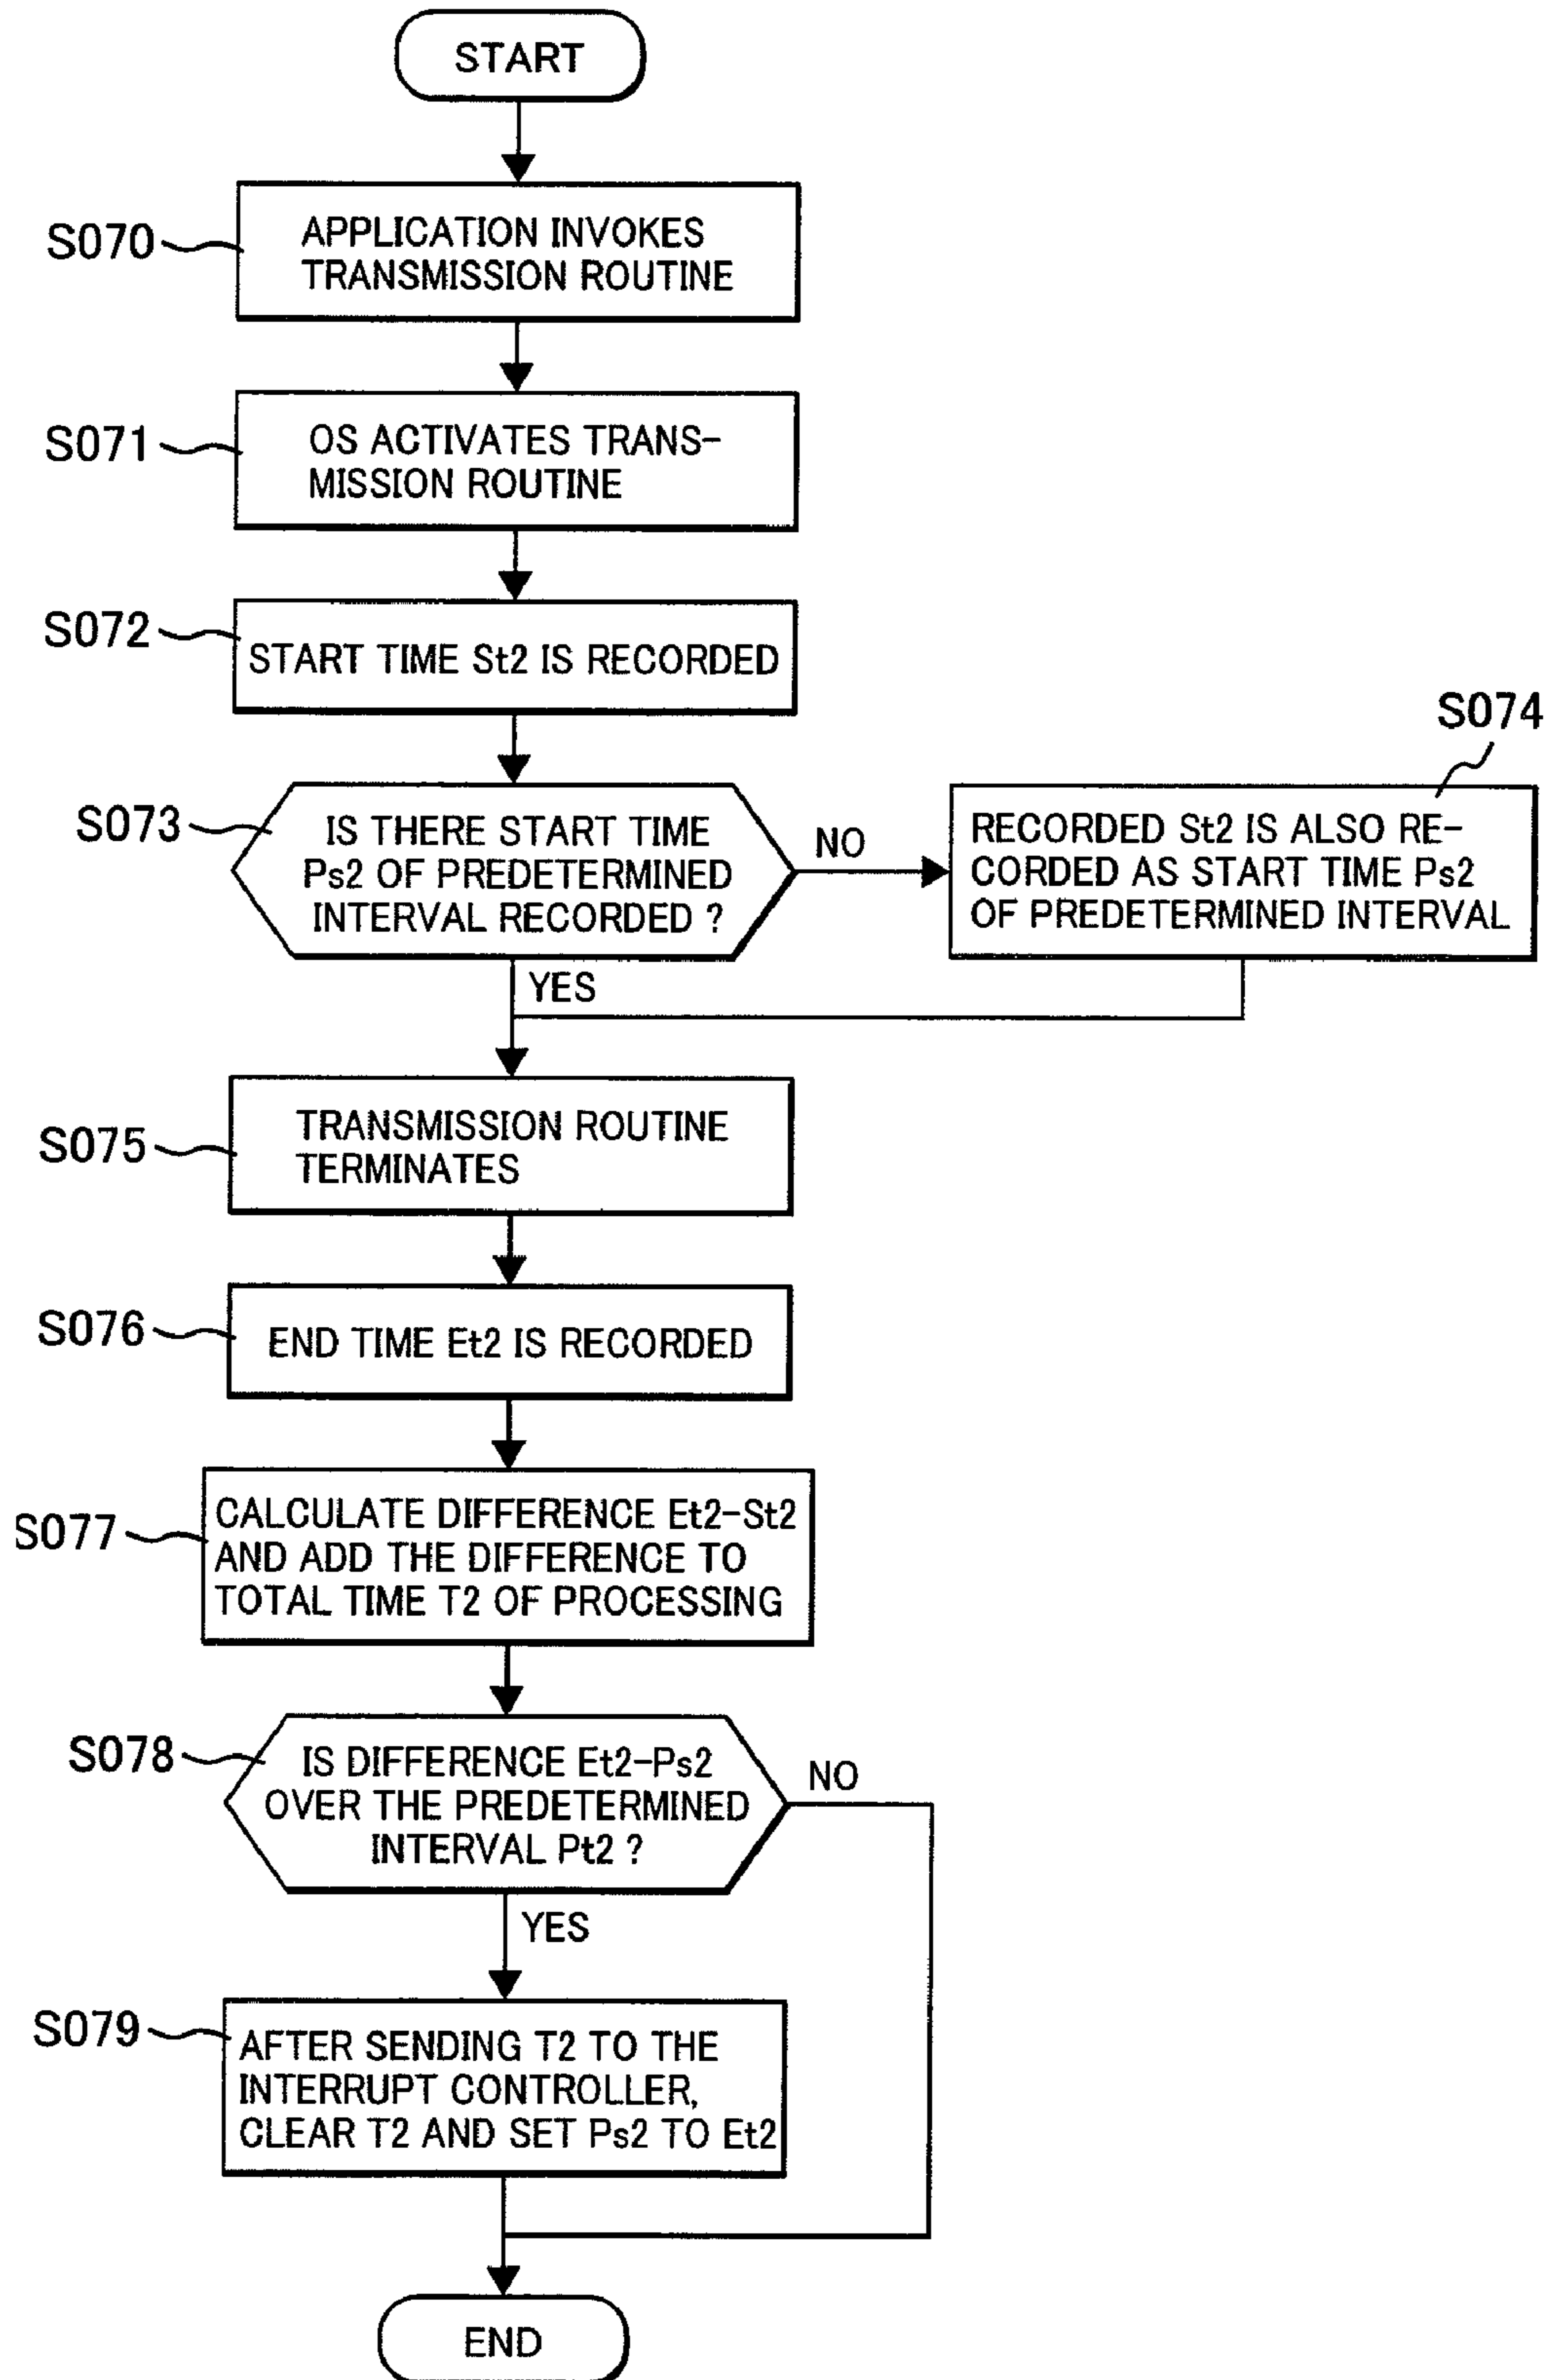 START
S070
APPLICATION INVOKES
TRANSMISSION ROUTINE
S071
OS ACTIVATES TRANS-
MISSION ROUTINE
S072
START TIME St2 IS RECORDED
S073
IS THERE START TIME
Ps2 OF PREDETERMINED
INTERVAL RECORDED ?
NO
S074
RECORDED St2 IS ALSO RE-
CORDED AS START TIME Ps2
OF PREDETERMINED INTERVAL
YES
S075
TRANSMISSION ROUTINE
TERMINATES
S076
END TIME Et2 IS RECORDED
S077
CALCULATE DIFFERENCE Et2-St2
AND ADD THE DIFFERENCE TO
TOTAL TIME T2 OF PROCESSING
S078
IS DIFFERENCE Et2-Ps2
OVER THE PREDETERMINED
INTERVAL Pt2 ?
NO
YES
S079
AFTER SENDING T2 TO THE
INTERRUPT CONTROLLER,
CLEAR T2 AND SET Ps2 TO Et2
END